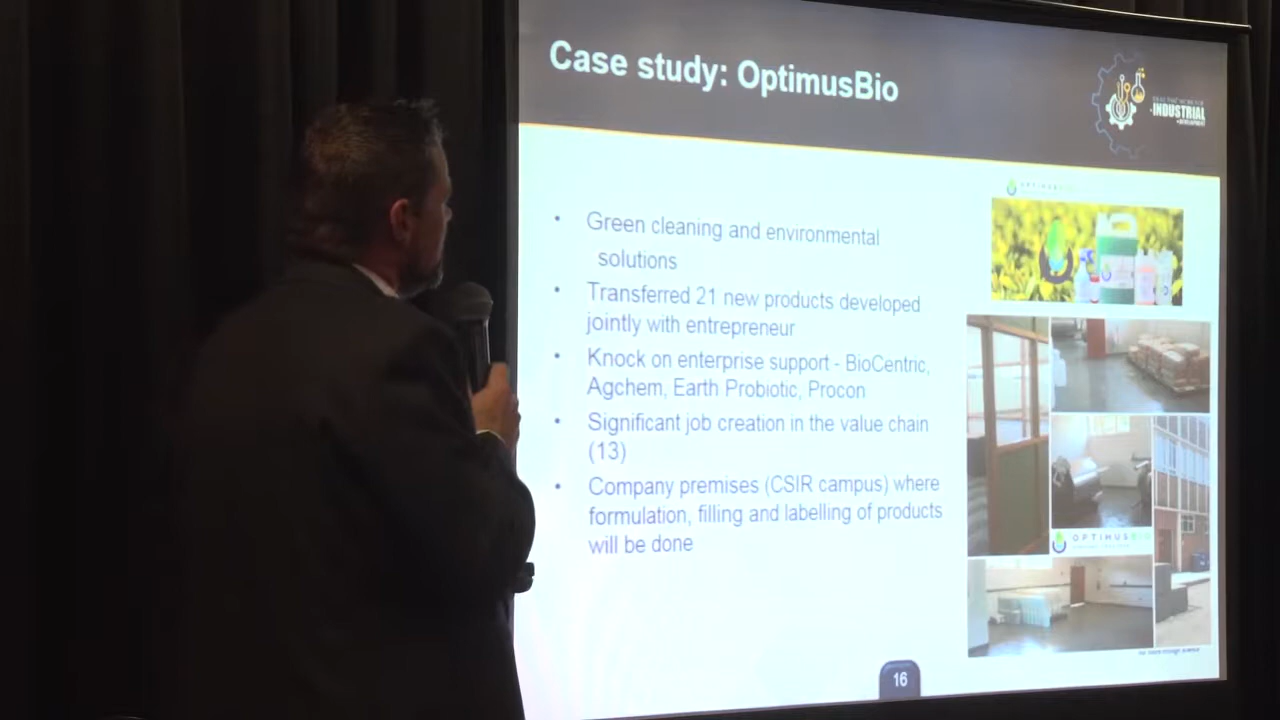 Case study: OptimusBio
INDUSTRIAL
OPTIMUSBIO
• Green cleaning and environmental
solutions
• Transferred 21 new products developed
jointly with entrepreneur
• Knock on enterprise support - BioCentric,
Agchem, Earth Probiotic, Procon
• Significant job creation in the value chain
(13)
• Company premises (CSIR campus) where
formulation, filling and labelling of products
will be done
OPTIMUSBIO
16